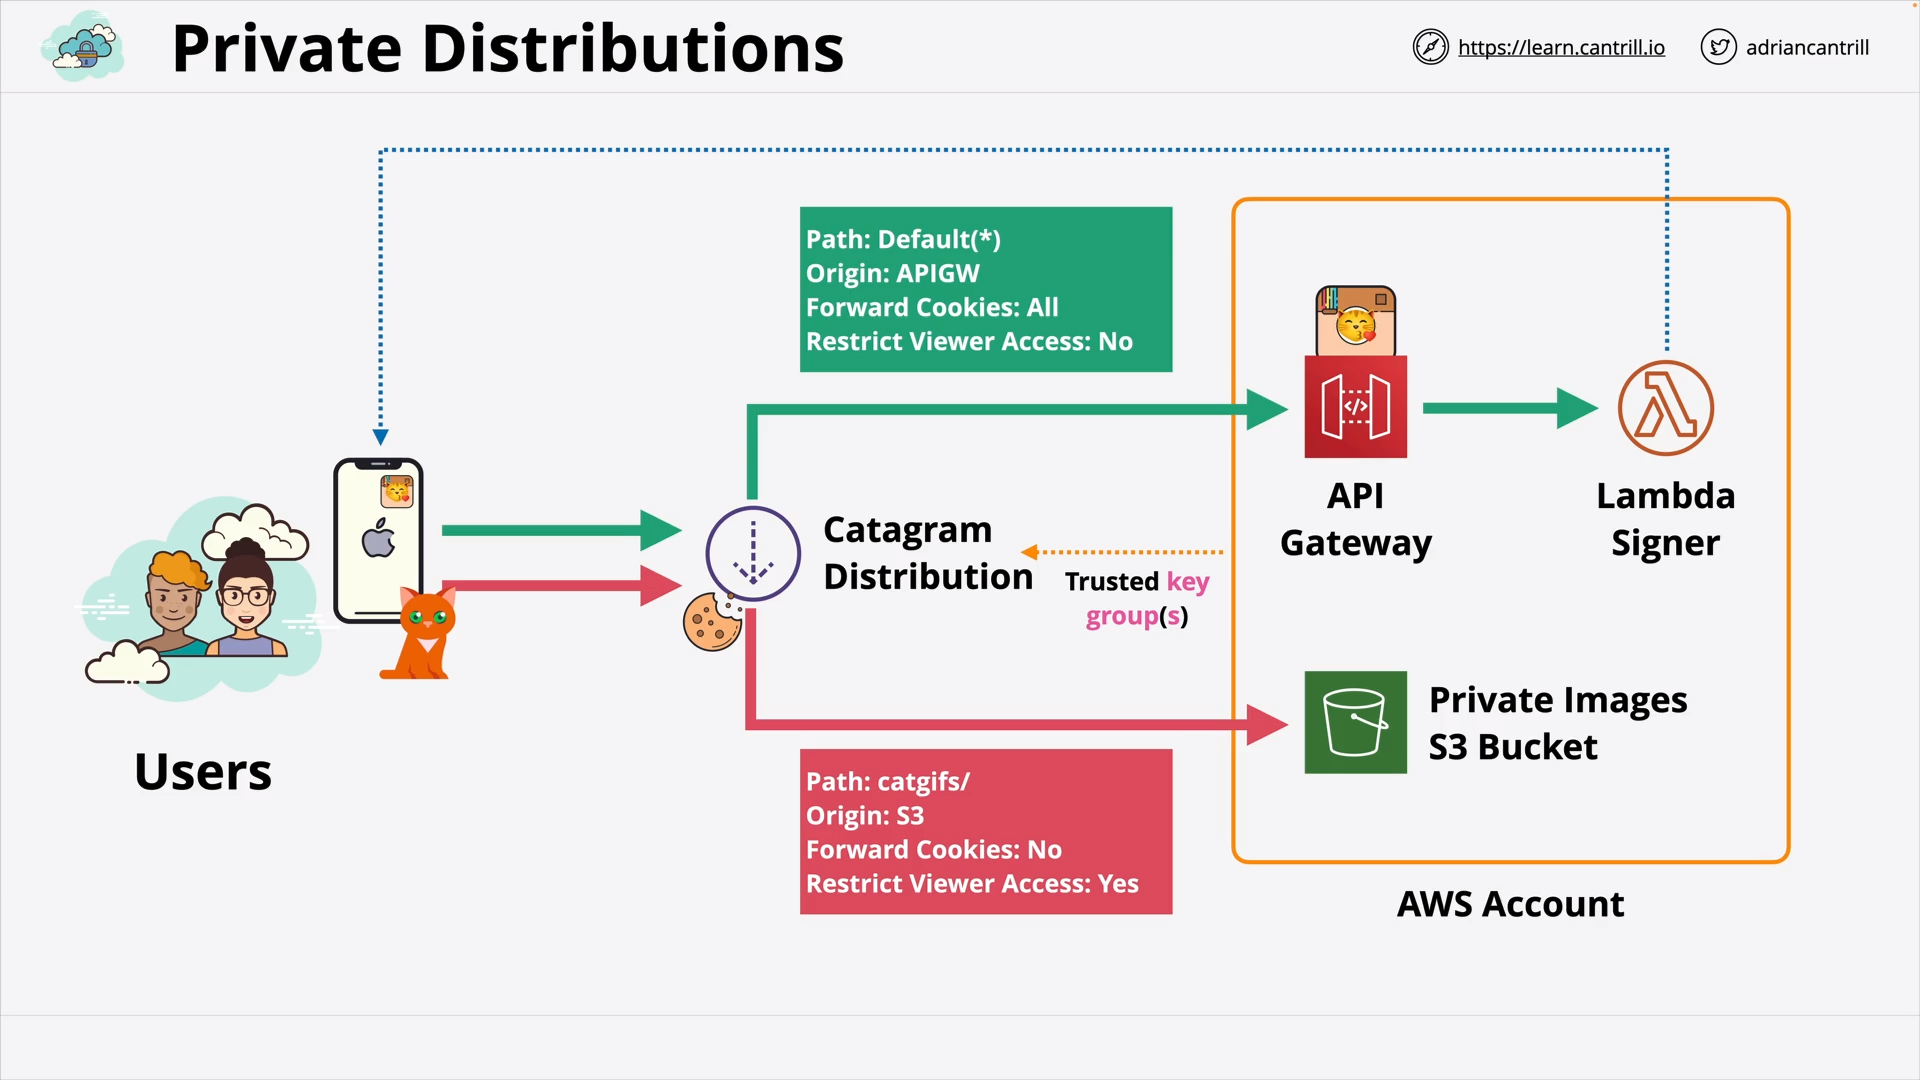 Private Distributions
https://learn.cantrill.io
adriancantrill
Path: Default(*)
Origin: APIGW
Forward Cookies: All
Restrict Viewer Access: No
API
Gateway
Lambda
Signer
Catagram
Distribution
Trusted key
group(s)
Users
Private Images
S3 Bucket
Path: catgifs/
Origin: S3
Forward Cookies: No
Restrict Viewer Access: Yes
AWS Account